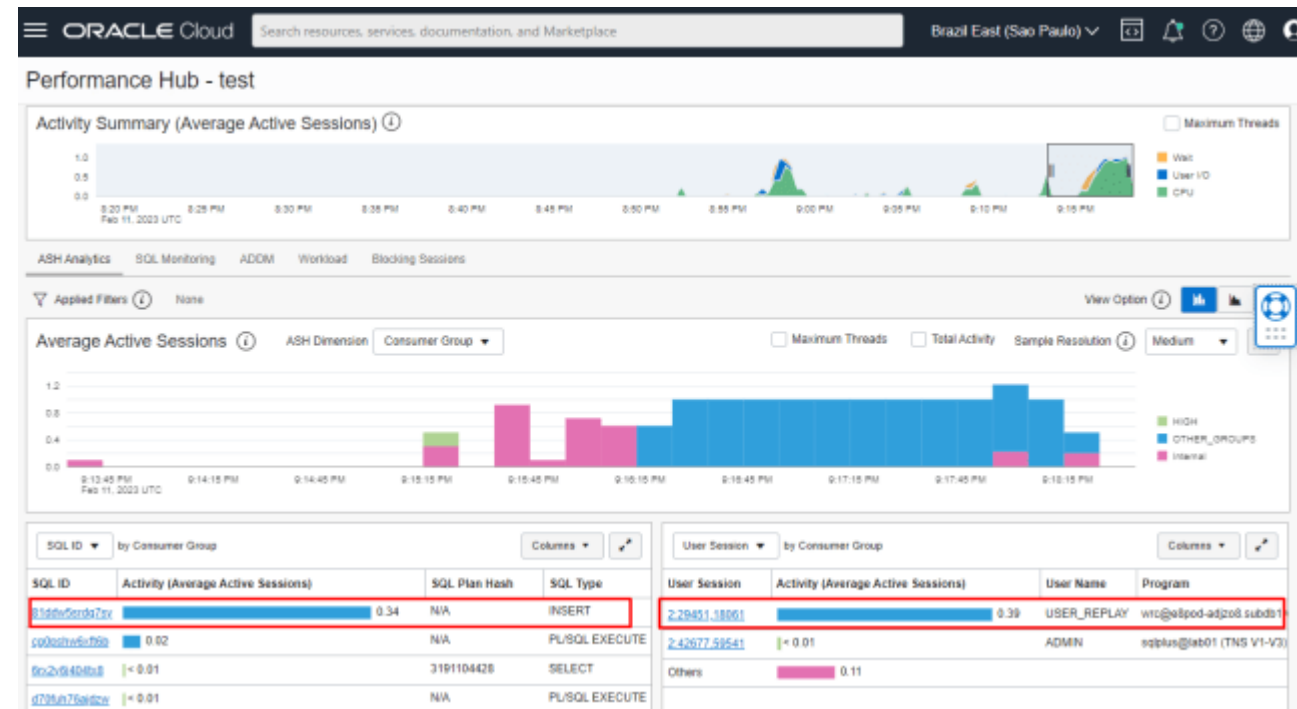 ORACLE Cloud Search resources, services, documentation, and Marketplace Brazil East (Sao Paulo)
Performance Hub - test
Activity Summary (Average Active Sessions) Maximum Threads
1.0
0.5
0.0
Wait
User I/O
CPU
8:20 PM 8:25 PM 8:30 PM 8:35 PM 8:40 PM 8:45 PM 8:50 PM 8:55 PM 9:00 PM 9:05 PM 9:10 PM 9:15 PM
Feb 11, 2023 UTC
ASH Analytics SQL Monitoring ADDM Workload Blocking Sessions
Applied Filters None View Option
Average Active Sessions ASH Dimension Consumer Group Maximum Threads Total Activity Sample Resolution Medium
1.2
0.8
0.4
0.0
HIGH
OTHER_GROUPS
Internal
9:13:45 PM 9:14:15 PM 9:14:45 PM 9:15:15 PM 9:15:45 PM 9:16:15 PM 9:16:45 PM 9:17:15 PM 9:17:45 PM 9:18:15 PM
Feb 11, 2023 UTC
SQL ID by Consumer Group Columns
SQL ID Activity (Average Active Sessions) SQL Plan Hash SQL Type
0.34 N/A INSERT
0.02 N/A PL/SQL EXECUTE
< 0.01 3191104428 SELECT
< 0.01 N/A PL/SQL EXECUTE
User Session by Consumer Group Columns
User Session Activity (Average Active Sessions) User Name Program
2:29451,18061 0.39 USER_REPLAY wrc@e8pod-adjzo8.subdb1
2:42677,59541 < 0.01 ADMIN sqlplus@lab01 (TNS V1-V3)
Others 0.11